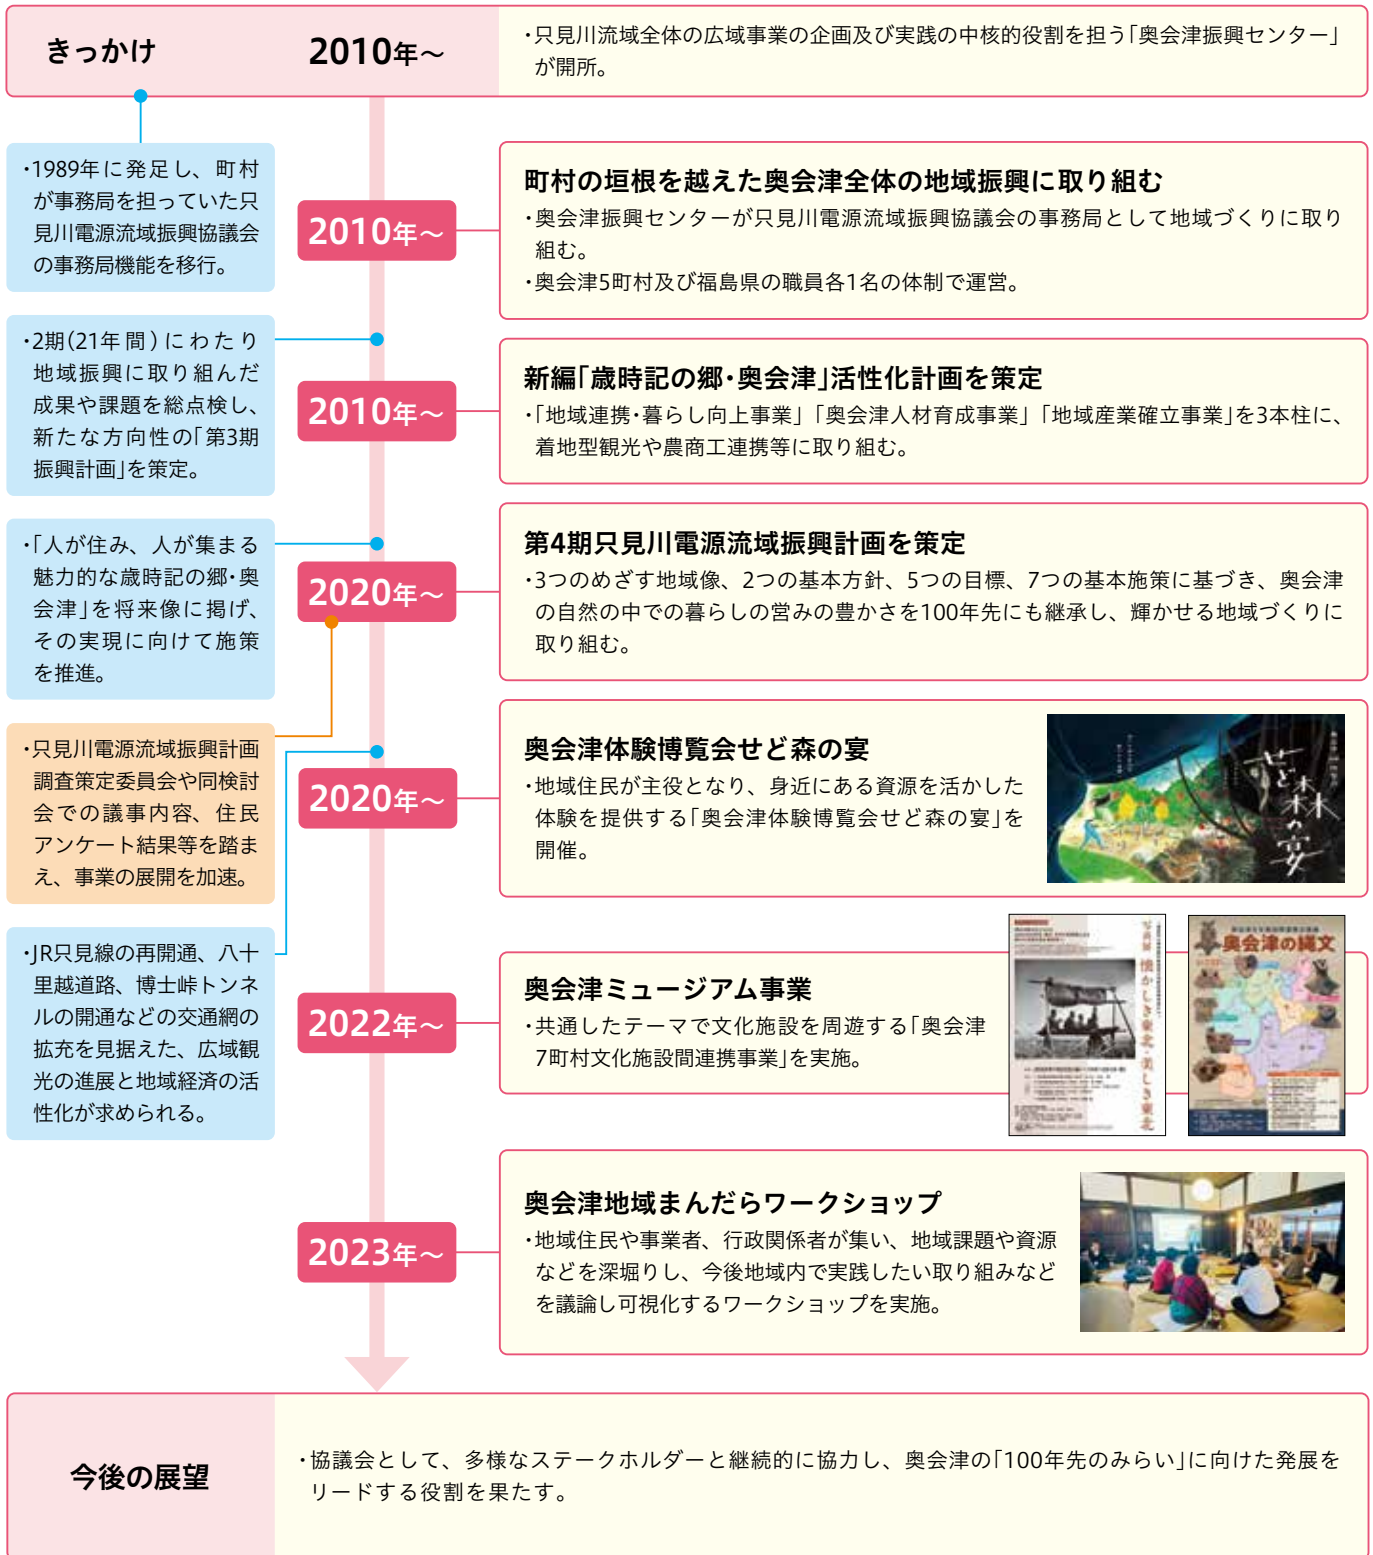 きっかけ
2010年～
・只見川流域全体の広域事業の企画及び実践の中核的役割を担う「奥会津振興センター」
が開所。
・1989年に発足し、町村
が事務局を担っていた只
見川電源流域振興協議会
の事務局機能を移行。
2010年～
町村の垣根を越えた奥会津全体の地域振興に取り組む
・奥会津振興センターが只見川電源流域振興協議会の事務局として地域づくりに取り
組む。
・奥会津5町村及び福島県の職員各1名の体制で運営。
・2期(21年間)にわたり
地域振興に取り組んだ
成果や課題を総点検し、
新たな方向性の「第3期
振興計画」を策定。
2010年～
新編「歳時記の郷・奥会津」活性化計画を策定
・「地域連携・暮らし向上事業」「奥会津人材育成事業」「地域産業確立事業」を3本柱に、
着地型観光や農商工連携等に取り組む。
・「人が住み、人が集まる
魅力的な歳時記の郷・奥
会津」を将来像に掲げ、
その実現に向けて施策
を推進。
2020年～
第4期只見川電源流域振興計画を策定
・3つのめざす地域像、2つの基本方針、5つの目標、7つの基本施策に基づき、奥会津
の自然の中での暮らしの営みの豊かさを100年先にも継承し、輝かせる地域づくりに
取り組む。
・只見川電源流域振興計画
調査策定委員会や同検討
会での議事内容、住民
アンケート結果等を踏ま
え、事業の展開を加速。
2020年～
奥会津体験博覧会せど森の宴
・地域住民が主役となり、身近にある資源を活かした
体験を提供する「奥会津体験博覧会せど森の宴」を
開催。
せど森の宴
・JR只見線の再開通、八十
里越道路、博士峠トンネ
ルの開通などの交通網の
拡充を見据えた、広域観
光の進展と地域経済の活
性化が求められる。
2022年～
奥会津ミュージアム事業
・共通したテーマで文化施設を周遊する「奥会津
7町村文化施設間連携事業」を実施。
写真展 懐かしき東北・美しき東北
奥会津の縄文
2023年～
奥会津地域まんだらワークショップ
・地域住民や事業者、行政関係者が集い、地域課題や資源
などを深堀りし、今後地域内で実践したい取り組みなど
を議論し可視化するワークショップを実施。
今後の展望
・協議会として、多様なステークホルダーと継続的に協力し、奥会津の「100年先のみらい」に向けた発展を
リードする役割を果たす。